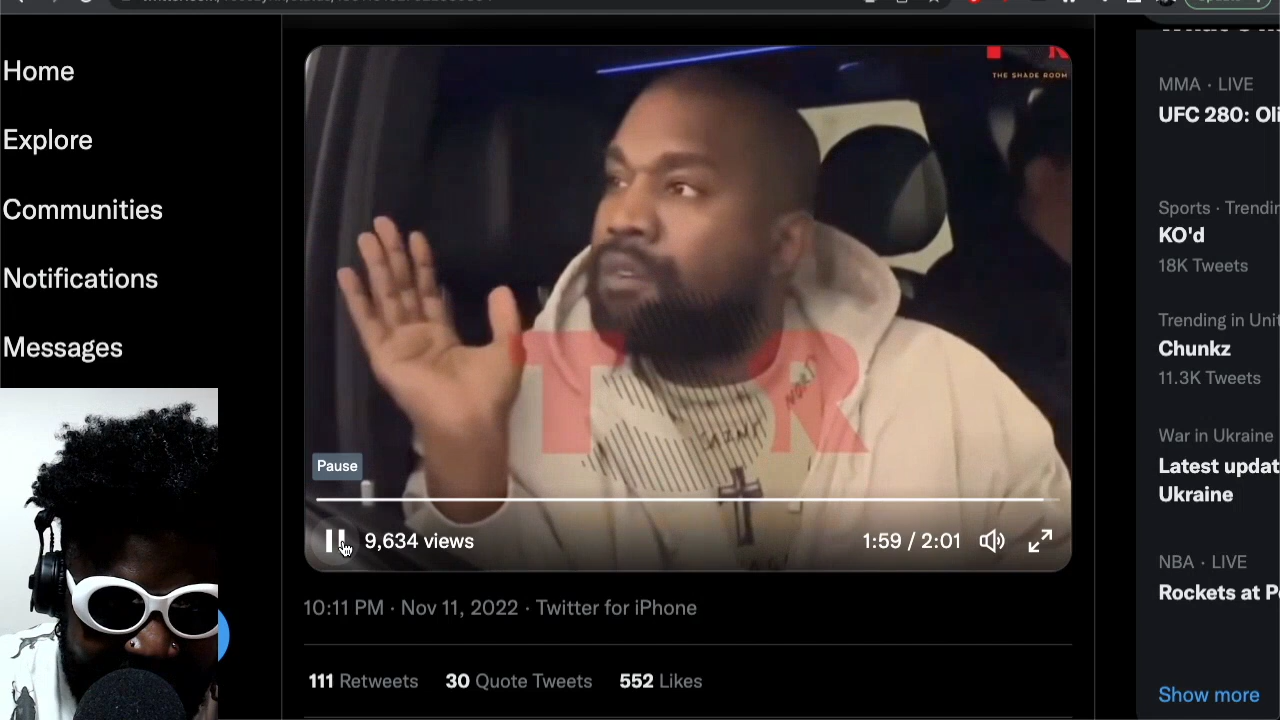 Home
Explore
Communities
Notifications
Messages
THE SHADE ROOM
T R
Pause
9,634 views
1:59 / 2:01
10:11 PM · Nov 11, 2022 · Twitter for iPhone
111 Retweets 30 Quote Tweets 552 Likes
MMA · LIVE
UFC 280: Oli
Sports · Trendin
KO'd
18K Tweets
Trending in Unit
Chunkz
11.3K Tweets
War in Ukraine
Latest updat
Ukraine
NBA · LIVE
Rockets at P
Show more